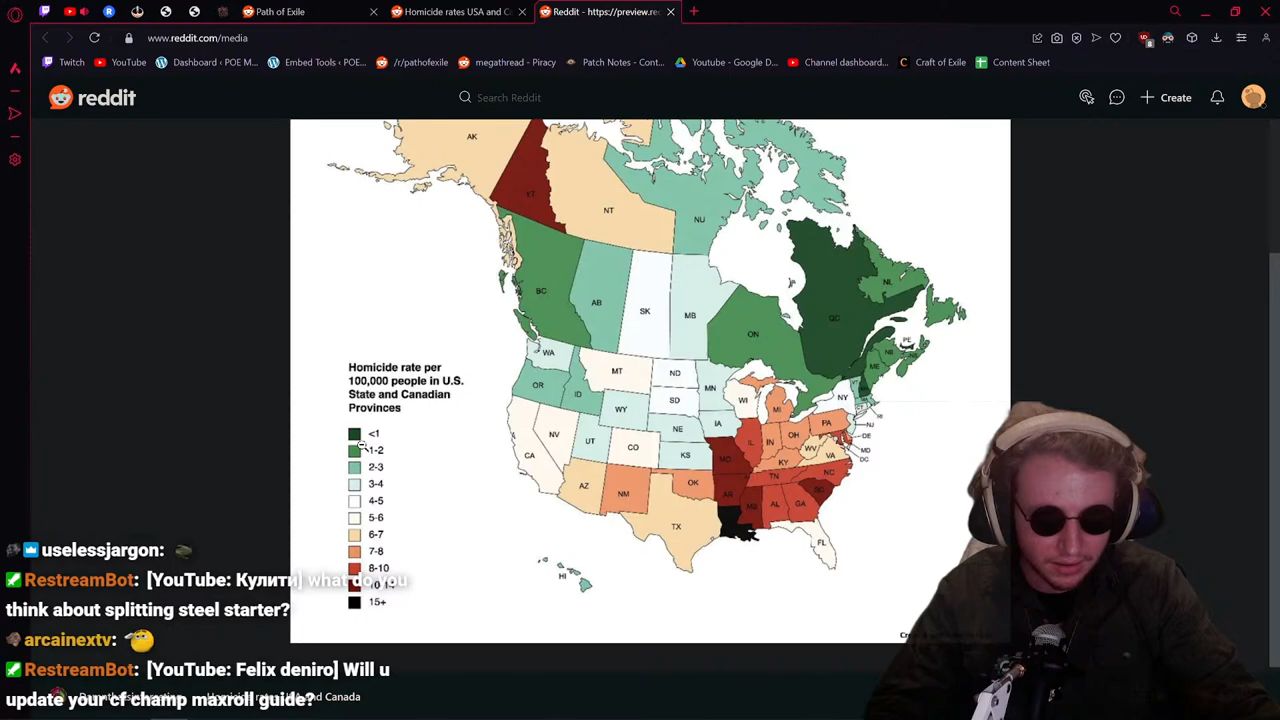 Path of Exile
Homicide rates USA and C
Reddit - https://preview.re
www.reddit.com/media
Twitch
YouTube
Dashboard ‹ POE M...
Embed Tools ‹ POE...
/r/pathofexile
megathread - Piracy
Patch Notes - Cont...
Youtube - Google D...
Channel dashboard...
Craft of Exile
Content Sheet
8
reddit
Search Reddit
Create
AK
YT
NT
NU
BC
AB
SK
MB
ON
QC
NL
PE
NB
ME
WA
MT
ND
MN
OR
ID
SD
WI
MI
NY
VT
WY
IA
NE
NV
UT
CO
KS
CA
IL
IN
OH
PA
WV
VA
KY
MO
RI
CT
NJ
DE
MD
DC
AZ
NM
OK
AR
TN
NC
SC
TX
MS
AL
GA
FL
HI
Homicide rate per
100,000 people in U.S.
State and Canadian
Provinces
<1
1-2
2-3
3-4
4-5
5-6
6-7
7-8
8-10
15+
uselessjargon:
RestreamBot: [YouTube: Кулити] what do you
think about splitting steel starter?
arcainextv:
RestreamBot: [YouTube: Felix deniro] Will u
update your cf champ maxroll guide?